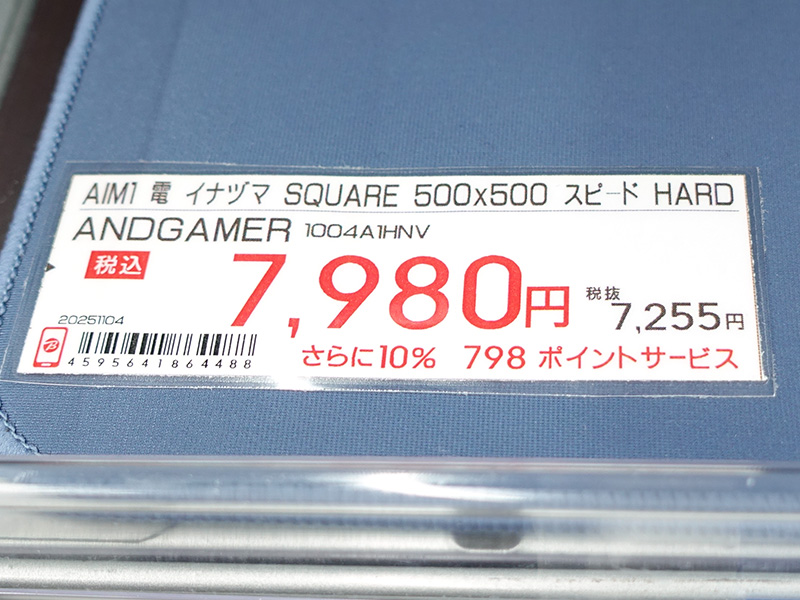 AIM1 電 イナヅマ SQUARE 500x500 スピード HARD
ANDGAMER 1004A1HNV
税込 7,980円 税抜 7,255円
20251104
4595641864488
さらに10% 798 ポイントサービス